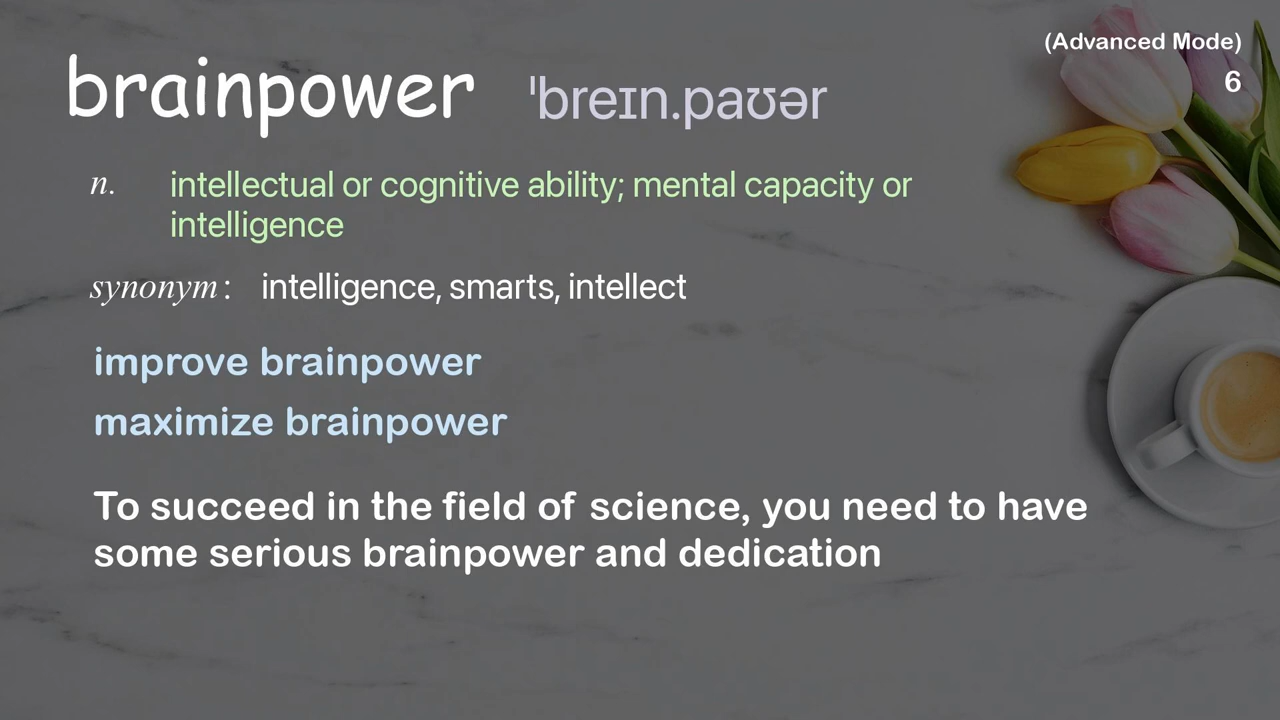 (Advanced Mode)
6
brainpower ˈbreɪn.paʊər
n. intellectual or cognitive ability; mental capacity or
intelligence
synonym: intelligence, smarts, intellect
improve brainpower
maximize brainpower
To succeed in the field of science, you need to have
some serious brainpower and dedication